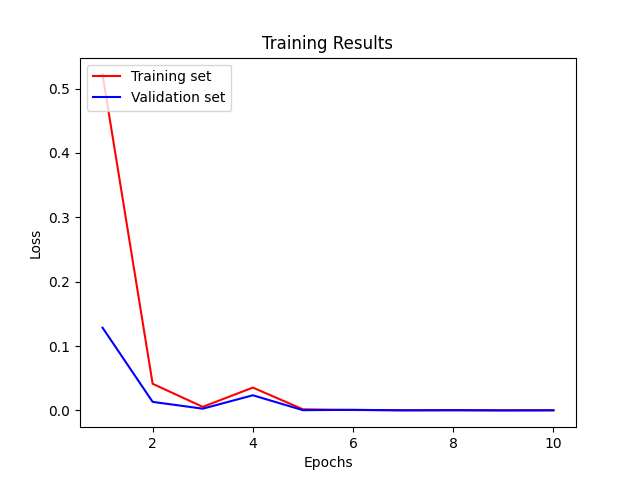 Training Results
Training set
Validation set
0.5
0.4
0.3
0.2
0.1
0.0
Loss
2 4 6 8 10
Epochs